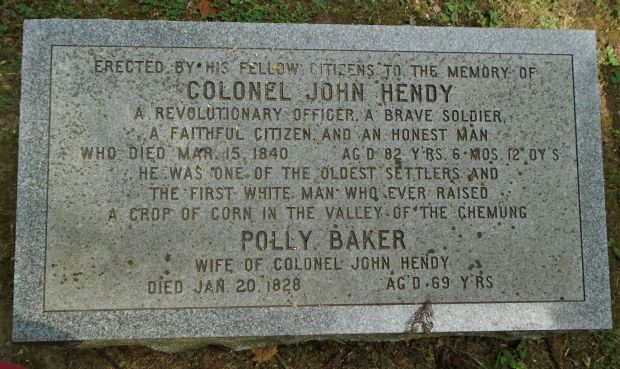 ERECTED BY HIS FELLOW CITIZENS TO THE MEMORY OF
COLONEL JOHN HENDY
A REVOLUTIONARY OFFICER, A BRAVE SOLDIER,
A FAITHFUL CITIZEN, AND AN HONEST MAN
WHO DIED MAR. 15, 1840 AG'D 82 Y'RS. 6 MOS. 12 DY'S
HE WAS ONE OF THE OLDEST SETTLERS AND
THE FIRST WHITE MAN WHO EVER RAISED
A CROP OF CORN IN THE VALLEY OF THE CHEMUNG
POLLY BAKER
WIFE OF COLONEL JOHN HENDY
DIED JAN. 20, 1828 AG'D 69 Y'RS